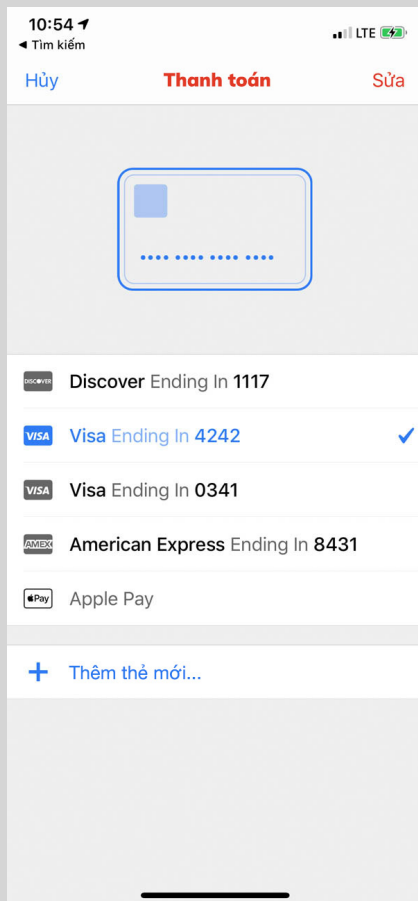 10:54 LTE
◀ Tìm kiếm
Hủy Thanh toán Sửa
DISCOVER Discover Ending In 1117
VISA Visa Ending In 4242
VISA Visa Ending In 0341
AMEX American Express Ending In 8431
Pay Apple Pay
+ Thêm thẻ mới...